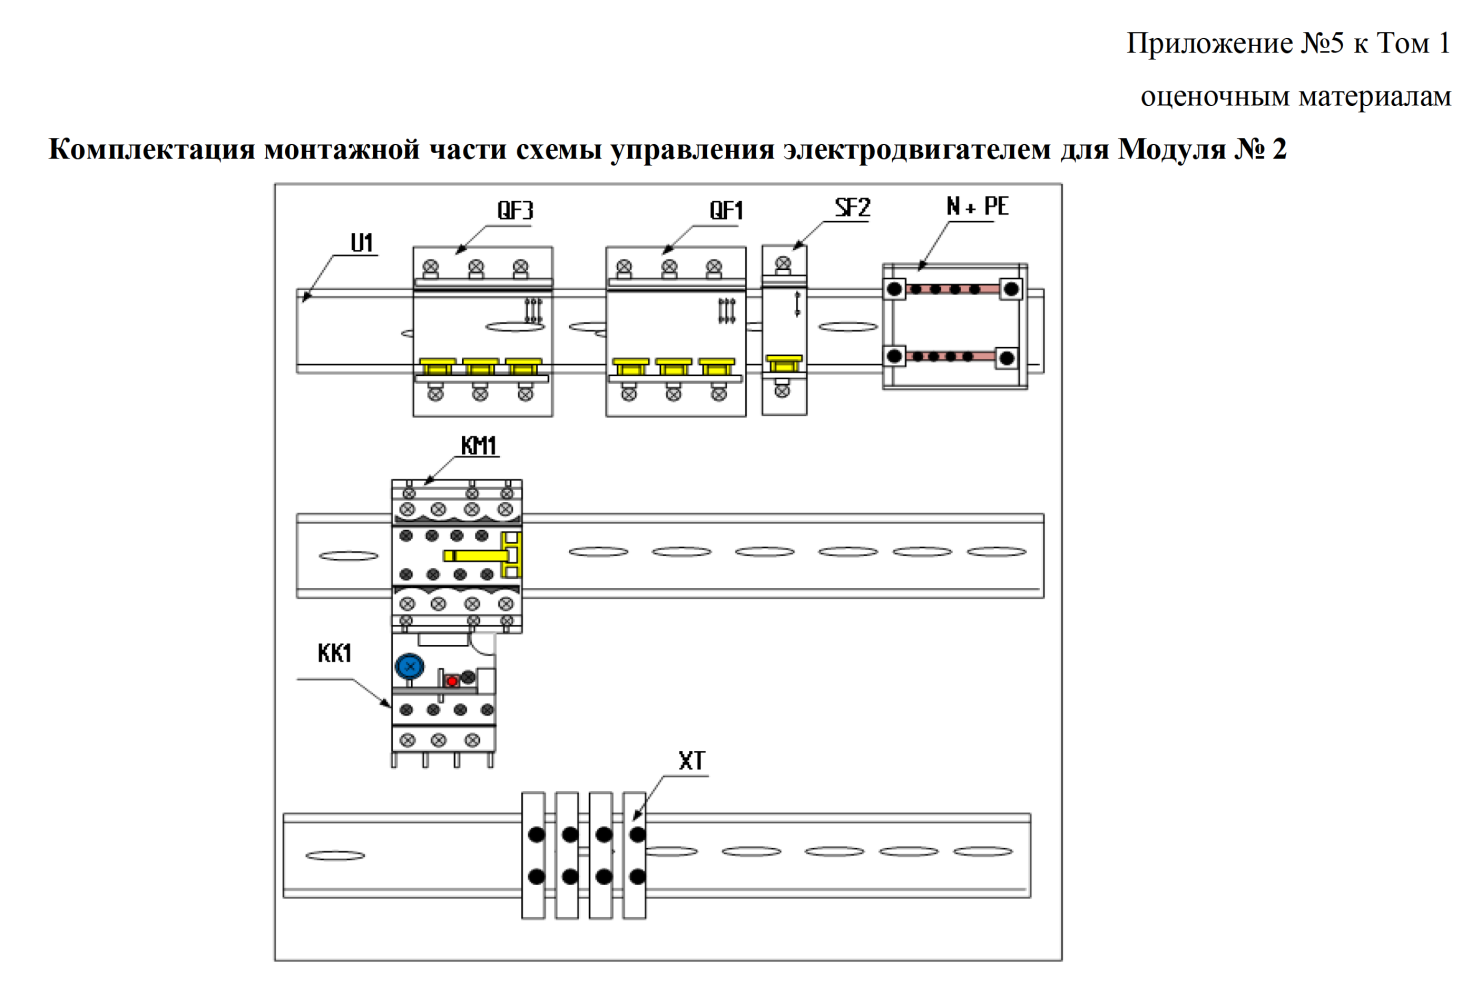 Приложение №5 к Том 1
оценочным материалам
Комплектация монтажной части схемы управления электродвигателем для Модуля № 2
QF3
QF1
SF2
N + PE
U1
KM1
KK1
XT